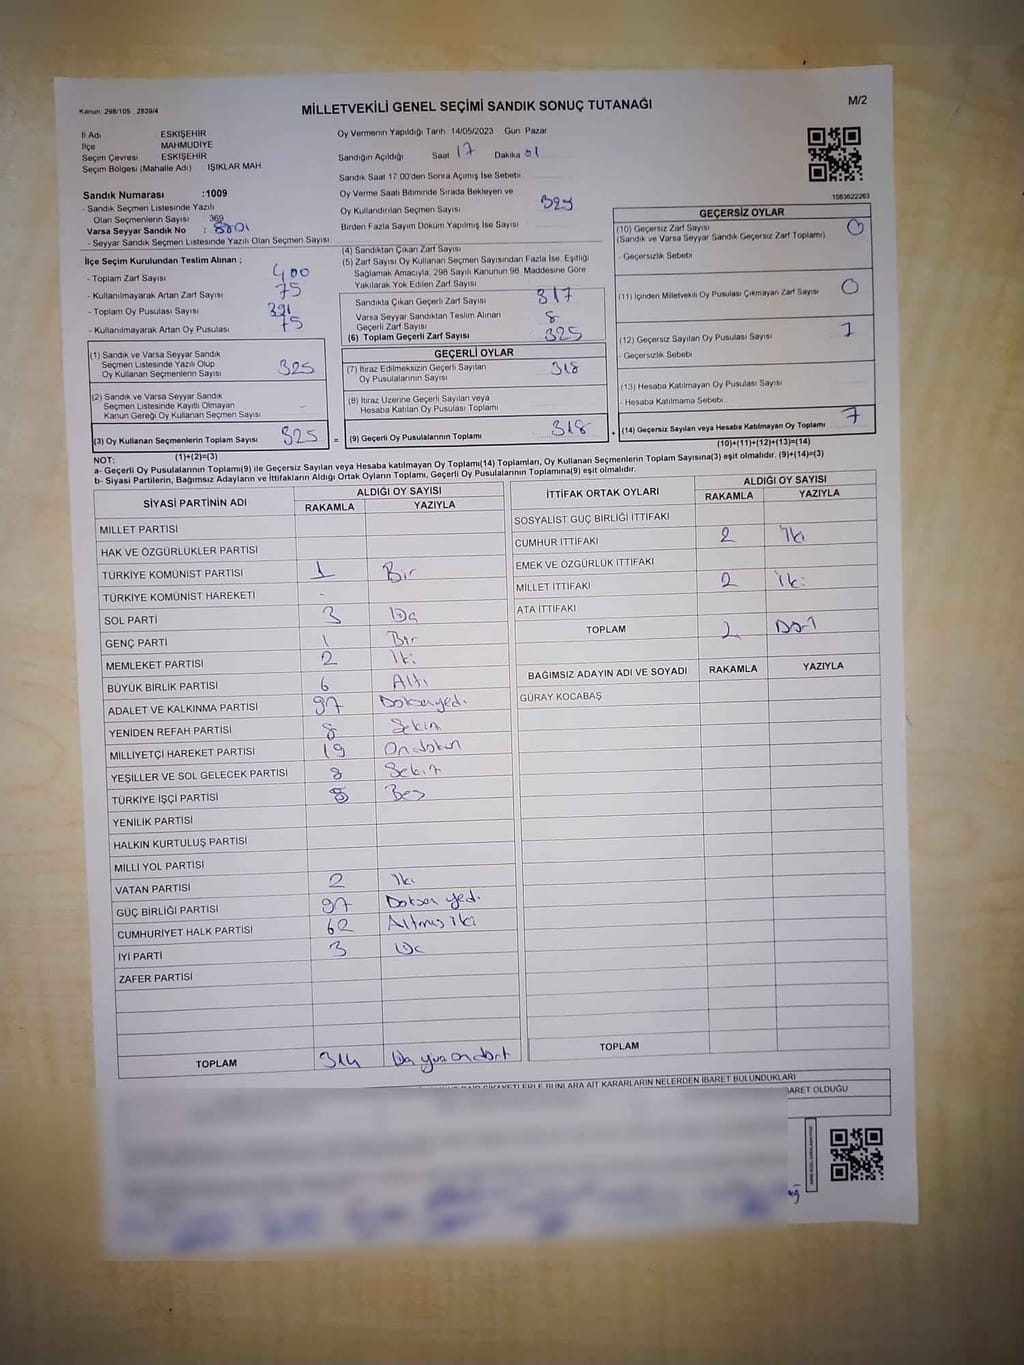 Kanun: 298/105 , 2839/4
MİLLETVEKİLİ GENEL SEÇİMİ SANDIK SONUÇ TUTANAĞI
M/2
İl Adı ESKİŞEHİR
İlçe MAHMUDİYE
Seçim Çevresi ESKİŞEHİR
Seçim Bölgesi (Mahalle Adı) IŞIKLAR MAH
Sandık Numarası :1009
- Sandık Seçmen Listesinde Yazılı
Olan Seçmenlerin Sayısı 369
Varsa Seyyar Sandık No :
- Seyyar Sandık Seçmen Listesinde Yazılı Olan Seçmen Sayısı:
Oy Vermenin Yapıldığı Tarih 14/05/2023 Gün Pazar
Sandığın Açıldığı Saat 17 Dakika 01
Sandık Saat 17:00'den Sonra Açımış İse Sebebi
Oy Verme Saati Bitiminde Sırada Bekleyen ve
Oy Kullandırılan Seçmen Sayısı
Birden Fazla Sayım Döküm Yapılmış İse Sayısı
1083622263
İlçe Seçim Kurulundan Teslim Alınan ;
- Toplam Zarf Sayısı 400
- Kullanılmayarak Artan Zarf Sayısı 75
- Toplam Oy Pusulası Sayısı
- Kullanılmayarak Artan Oy Pusulası 75
(4) Sandıktan Çıkan Zarf Sayısı
(5) Zarf Sayısı Oy Kullanan Seçmen Sayısından Fazla İse, Eşitliği
Sağlamak Amacıyla, 298 Sayılı Kanunun 98. Maddesine Göre
Yakılarak Yok Edilen Zarf Sayısı
Sandıkta Çıkan Geçerli Zarf Sayısı 317
Varsa Seyyar Sandıktan Teslim Alınan
Geçerli Zarf Sayısı 8
(6) Toplam Geçerli Zarf Sayısı 325
GEÇERSİZ OYLAR
(10) Geçersiz Zarf Sayısı 0
(Sandık ve Varsa Seyyar Sandık Geçersiz Zarf Toplamı)
- Geçersizlik Sebebi
(11) İçinden Milletvekili Oy Pusulası Çıkmayan Zarf Sayısı 0
(12) Geçersiz Sayılan Oy Pusulası Sayısı 7
- Geçersizlik Sebebi
(13) Hesaba Katılmayan Oy Pusulası Sayısı
- Hesaba Katılmama Sebebi
(14) Geçersiz Sayılan veya Hesaba Katılmayan Oy Toplamı 7
(10)+(11)+(12)+(13)=(14)
(1) Sandık ve Varsa Seyyar Sandık
Seçmen Listesinde Yazılı Olup
Oy Kullanan Seçmenlerin Sayısı 325
(2) Sandık ve Varsa Seyyar Sandık
Seçmen Listesinde Kayıtlı Olmayan
Kanun Gereği Oy Kullanan Seçmen Sayısı
(3) Oy Kullanan Seçmenlerin Toplam Sayısı 325 =
(1)+(2)=(3)
GEÇERLİ OYLAR
(7) İtiraz Edilmeksizin Geçerli Sayılan
Oy Pusulalarının Sayısı 318
(8) İtiraz Üzerine Geçerli Sayılan veya
Hesaba Katılan Oy Pusulası Toplamı
(9) Geçerli Oy Pusulalarının Toplamı 318 +
NOT:
a- Geçerli Oy Pusulalarının Toplamı(9) ile Geçersiz Sayılan veya Hesaba katılmayan Oy Toplamı(14) Toplamları, Oy Kullanan Seçmenlerin Toplam Sayısına(3) eşit olmalıdır. (9)+(14)=(3)
b- Siyasi Partilerin, Bağımsız Adayların ve İttifakların Aldığı Ortak Oyların Toplamı, Geçerli Oy Pusulalarının Toplamına(9) eşit olmalıdır.
SİYASİ PARTİNİN ADI ALDIĞI OY SAYISI
RAKAMLA YAZIYLA
MİLLET PARTİSİ
HAK VE ÖZGÜRLÜKLER PARTİSİ
TÜRKİYE KOMÜNİST PARTİSİ 1 Bir
TÜRKİYE KOMÜNİST HAREKETİ -
SOL PARTİ 3 Üç
GENÇ PARTİ 1 Bir
MEMLEKET PARTİSİ 2 İki
BÜYÜK BİRLİK PARTİSİ 6 Altı
ADALET VE KALKINMA PARTİSİ 97 Doksanyedi
YENİDEN REFAH PARTİSİ 8 Sekiz
MİLLİYETÇİ HAREKET PARTİSİ 19 Ondokuz
YEŞİLLER VE SOL GELECEK PARTİSİ 8 Sekiz
TÜRKİYE İŞÇİ PARTİSİ Beş
YENİLİK PARTİSİ
HALKIN KURTULUŞ PARTİSİ
MİLLİ YOL PARTİSİ
VATAN PARTİSİ 2 İki
GÜÇ BİRLİĞİ PARTİSİ 97 Doksan yedi
CUMHURİYET HALK PARTİSİ 62 Altmış iki
İYİ PARTİ 3 Üç
ZAFER PARTİSİ
TOPLAM 314 Üç yüz on dört
İTTİFAK ORTAK OYLARI ALDIĞI OY SAYISI
RAKAMLA YAZIYLA
SOSYALİST GÜÇ BİRLİĞİ İTTİFAKI
CUMHUR İTTİFAKI 2 İki
EMEK VE ÖZGÜRLÜK İTTİFAKI
MİLLET İTTİFAKI 2 İki
ATA İTTİFAKI
TOPLAM Dört
BAĞIMSIZ ADAYIN ADI VE SOYADI RAKAMLA YAZIYLA
GÜRAY KOCABAŞ
TOPLAM
BUNLARA AİT KARARLARIN NELERDEN İBARET BULUNDUKLARI
İBARET OLDUĞU